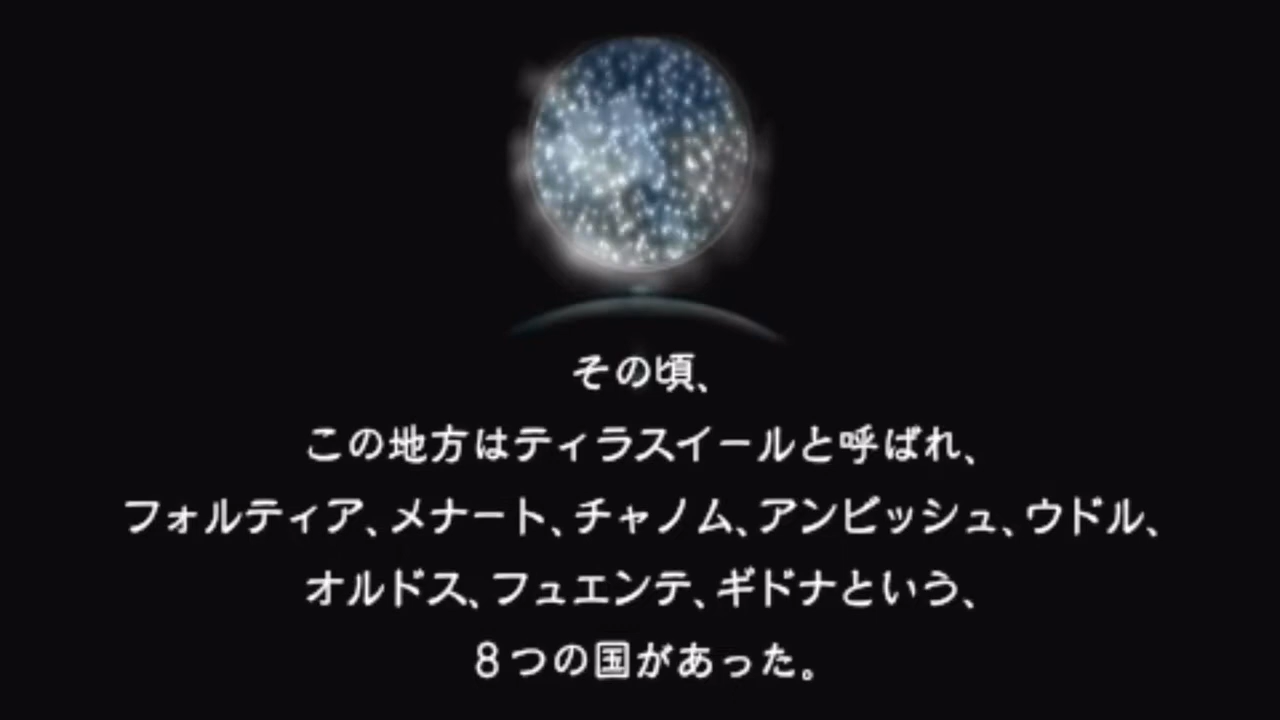 その頃、
この地方はティラスイールと呼ばれ、
フォルティア、メナート、チャノム、アンビッシュ、ウドル、
オルドス、フュエンテ、ギドナという、
８つの国があった。